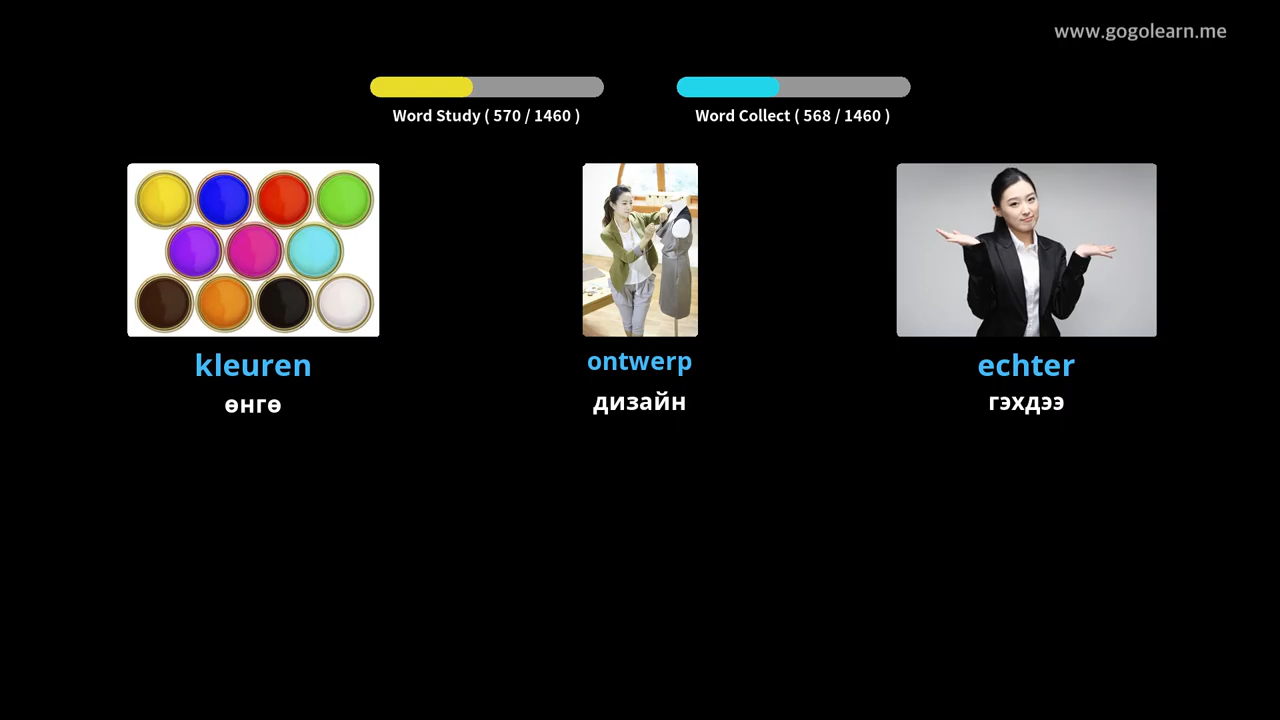 www.gogolearn.me
Word Study ( 570 / 1460 )
Word Collect ( 568 / 1460 )
kleuren
өнгө
ontwerp
дизайн
echter
гэхдээ